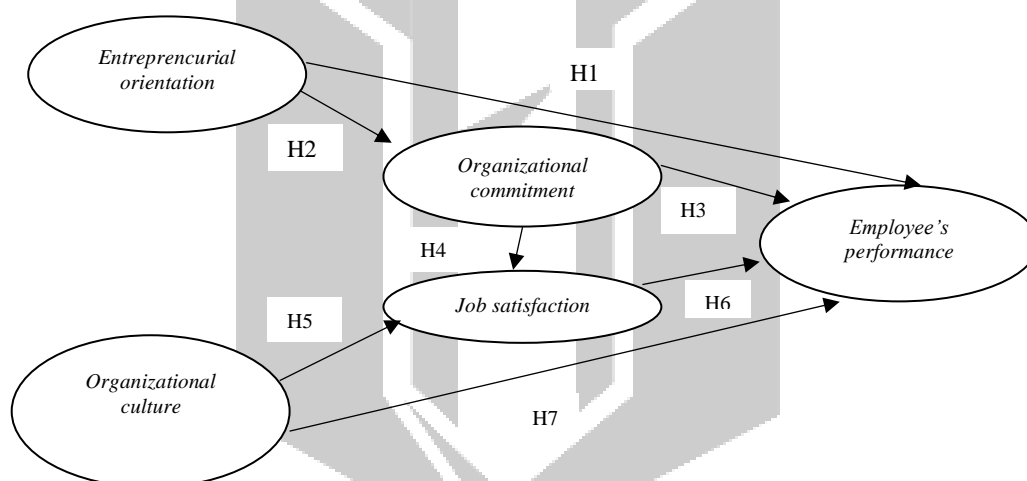 Entreprencurial
orientation
H1
H2
Organizational
commitment
H3
Employee's
performance
H4
Job satisfaction
H6
H5
Organizational
culture
H7